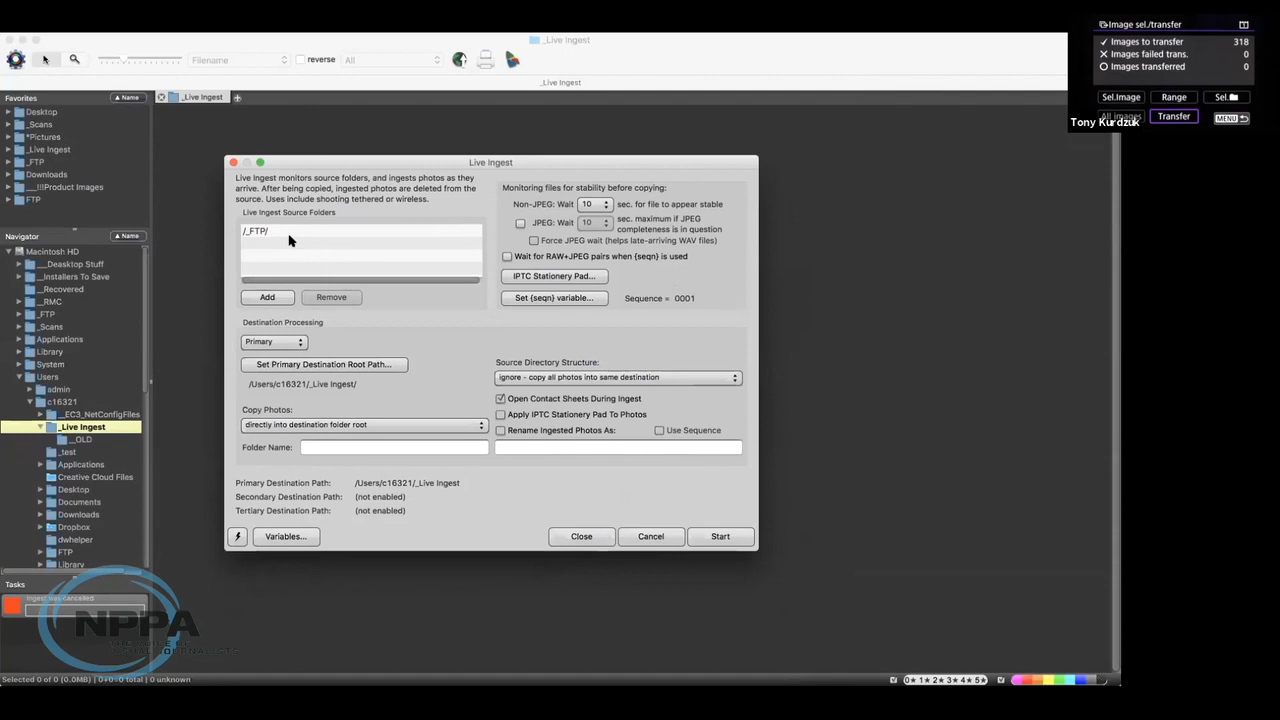 _Live Ingest
Image sel./transfer
Images to transfer 318
Images failed trans. 0
Images transferred 0
Sel.Image Range Sel.
All images Transfer MENU
Tony Kurdzuk
Filename reverse All
_Live Ingest
Favorites Name
_Live Ingest
Desktop
_Scans
*Pictures
_Live Ingest
_FTP
Downloads
___!!!Product Images
FTP
Navigator Name
Macintosh HD
__Deasktop Stuff
__Installers To Save
__Recovered
__RMC
_FTP
_Scans
Applications
Library
System
Users
admin
c16321
__EC3_NetConfigFiles
_Live Ingest
__OLD
_test
Applications
Creative Cloud Files
Desktop
Documents
Downloads
Dropbox
dwhelper
FTP
Library
Tasks
Ingest was cancelled
NPPA
Live Ingest
Live Ingest monitors source folders, and ingests photos as they
arrive. After being copied, ingested photos are deleted from the
source. Uses include shooting tethered or wireless.
Live Ingest Source Folders
/_FTP/
Add Remove
Monitoring files for stability before copying:
Non-JPEG: Wait 10 sec. for file to appear stable
JPEG: Wait 10 sec. maximum if JPEG
completeness is in question
Force JPEG wait (helps late-arriving WAV files)
Wait for RAW+JPEG pairs when {seqn} is used
IPTC Stationery Pad...
Set {seqn} variable... Sequence = 0001
Destination Processing
Primary
Set Primary Destination Root Path...
/Users/c16321/_Live Ingest/
Copy Photos:
directly into destination folder root
Folder Name:
Source Directory Structure:
ignore - copy all photos into same destination
Open Contact Sheets During Ingest
Apply IPTC Stationery Pad To Photos
Rename Ingested Photos As: Use Sequence
Primary Destination Path: /Users/c16321/_Live Ingest
Secondary Destination Path: (not enabled)
Tertiary Destination Path: (not enabled)
Variables... Close Cancel Start
Selected 0 of 0 (0.0MB) | 0+0=0 total | 0 unknown
0★ 1★ 2★ 3★ 4★ 5★